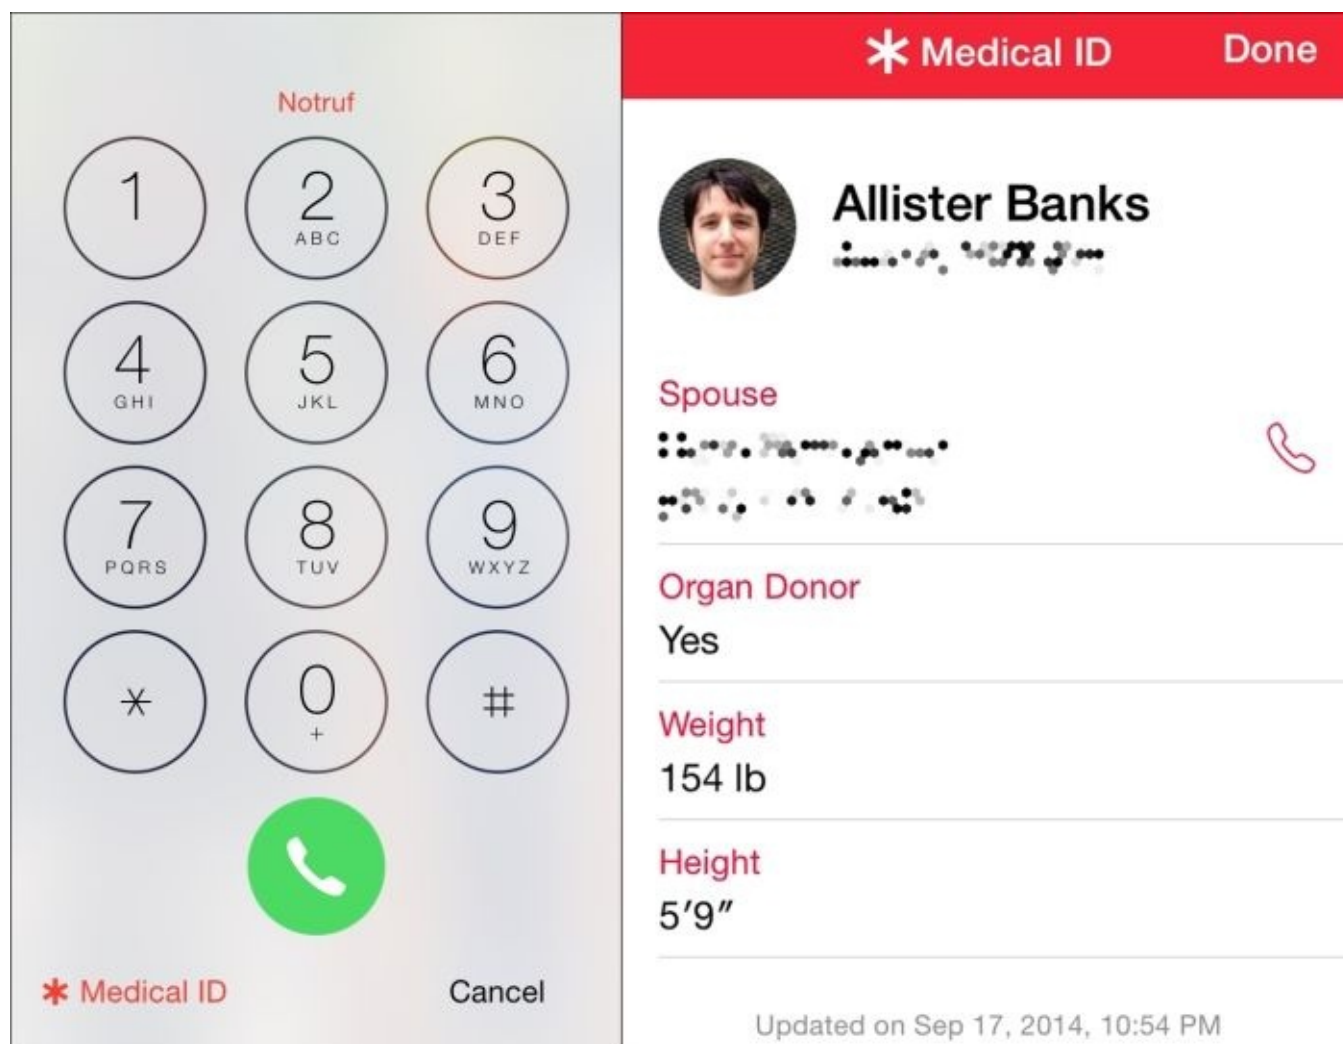 Notruf
1
2
ABC
3
DEF
4
GHI
5
JKL
6
MNO
7
PQRS
8
TUV
9
WXYZ
*
0
+
#
* Medical ID
Cancel
* Medical ID
Done
Allister Banks
Spouse
Organ Donor
Yes
Weight
154 lb
Height
5′9″
Updated on Sep 17, 2014, 10:54 PM